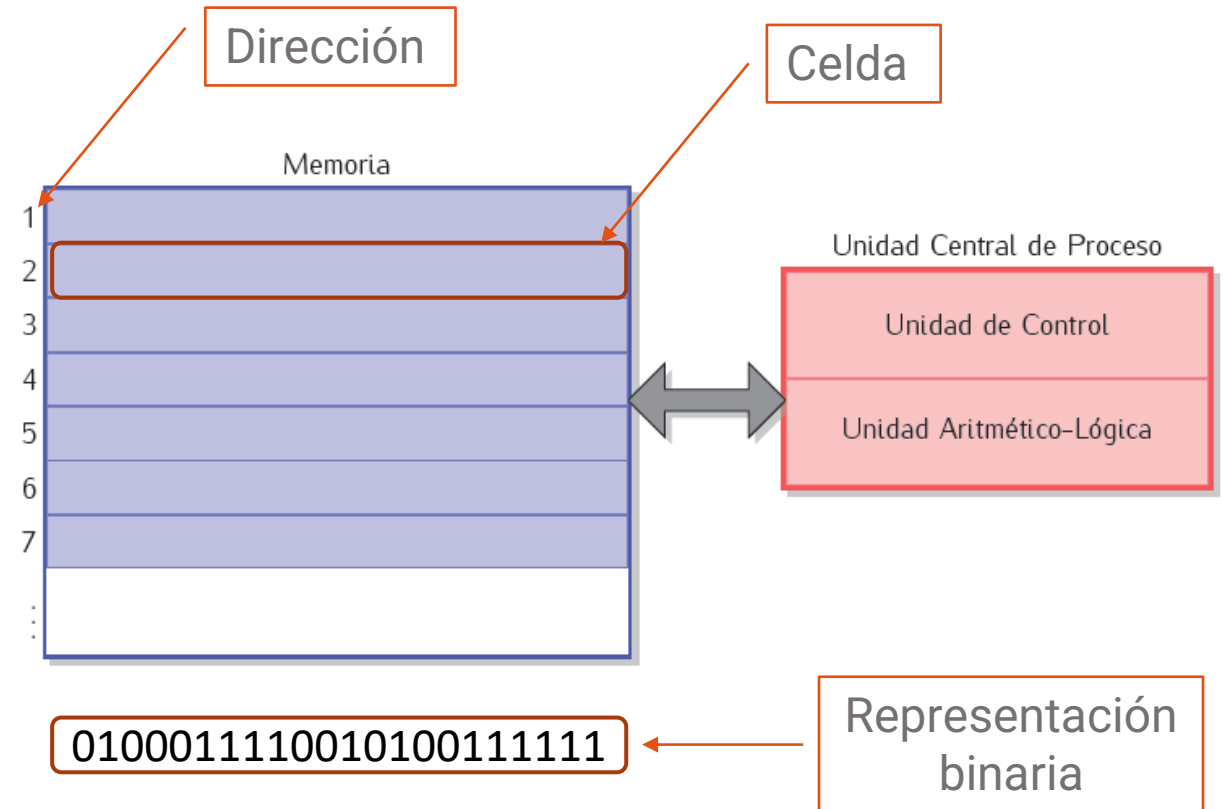 Dirección
Celda
Memoria
1
2
3
4
5
6
7
⋮
Unidad Central de Proceso
Unidad de Control
Unidad Aritmético-Lógica
0100011110010100111111
Representación
binaria